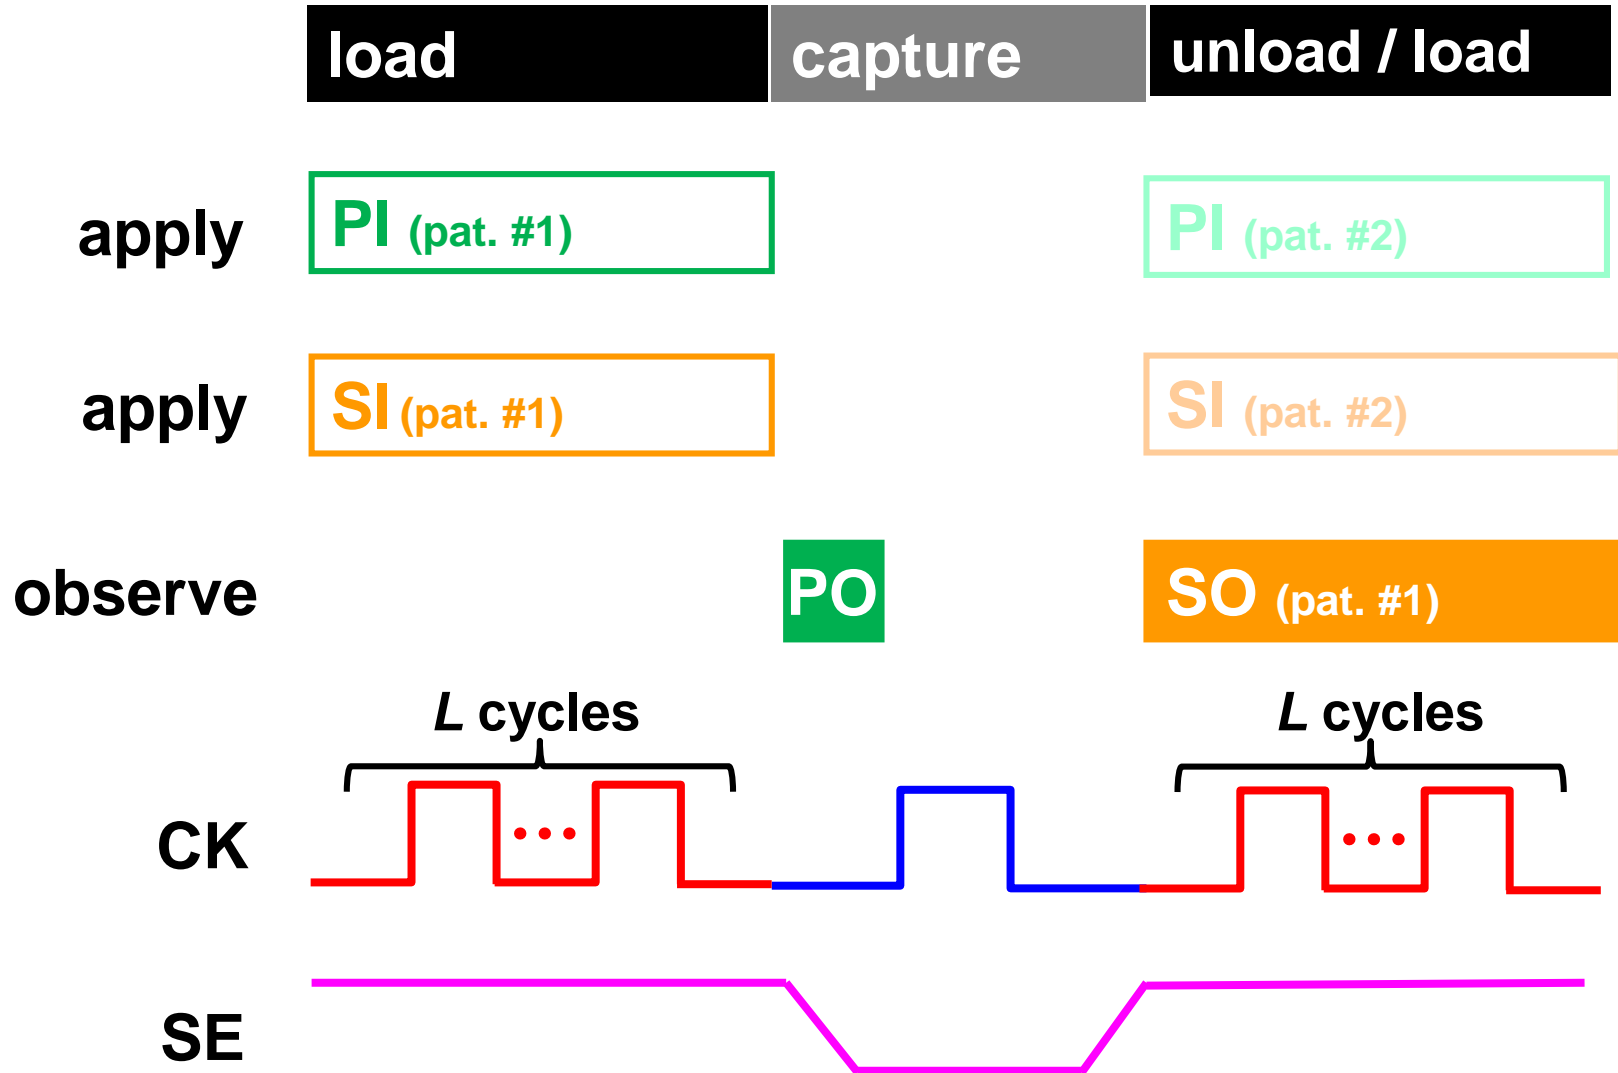 load capture unload / load
apply PI (pat. #1) PI (pat. #2)
apply SI (pat. #1) SI (pat. #2)
observe PO SO (pat. #1)
L cycles L cycles
CK
SE